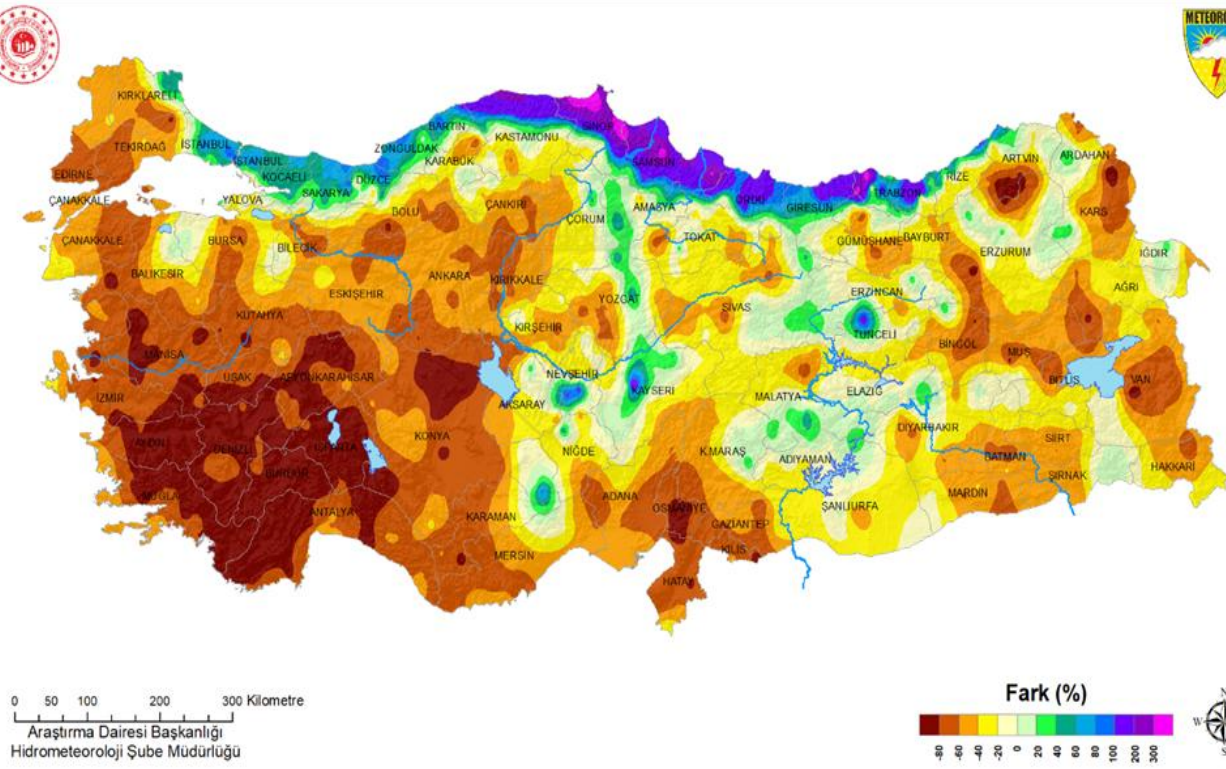 METEORO
KIRKLARELİ
TEKİRDAĞ
EDİRNE
İSTANBUL
İSTANBUL
KOCAELİ
SAKARYA
YALOVA
DÜZCE
ZONGULDAK
BARTIN
KARABÜK
KASTAMONU
SİNOP
SAMSUN
ORDU
GİRESUN
TRABZON
RİZE
ARTVİN
ARDAHAN
KARS
ÇANAKKALE
ÇANAKKALE
BALIKESİR
BURSA
BİLECİK
BOLU
ÇANKIRI
ÇORUM
AMASYA
TOKAT
GÜMÜŞHANE
BAYBURT
ERZURUM
IĞDIR
AĞRI
ESKİŞEHİR
ANKARA
KIRIKKALE
YOZGAT
SİVAS
ERZİNCAN
TUNCELİ
KÜTAHYA
KIRŞEHİR
BİNGÖL
MUŞ
BİTLİS
VAN
MANİSA
UŞAK
AFYONKARAHİSAR
İZMİR
NEVŞEHİR
KAYSERİ
AKSARAY
MALATYA
ELAZIĞ
DİYARBAKIR
AYDIN
DENİZLİ
ISPARTA
BURDUR
KONYA
NİĞDE
K.MARAŞ
ADIYAMAN
BATMAN
SİİRT
ŞIRNAK
HAKKARİ
MUĞLA
ANTALYA
KARAMAN
ADANA
OSMANİYE
GAZİANTEP
ŞANLIURFA
MARDİN
MERSİN
KİLİS
HATAY
0 50 100 200 300 Kilometre
Araştırma Dairesi Başkanlığı
Hidrometeoroloji Şube Müdürlüğü
Fark (%)
-80 -60 -40 -20 0 20 40 60 80 100 200 300
N
W
S